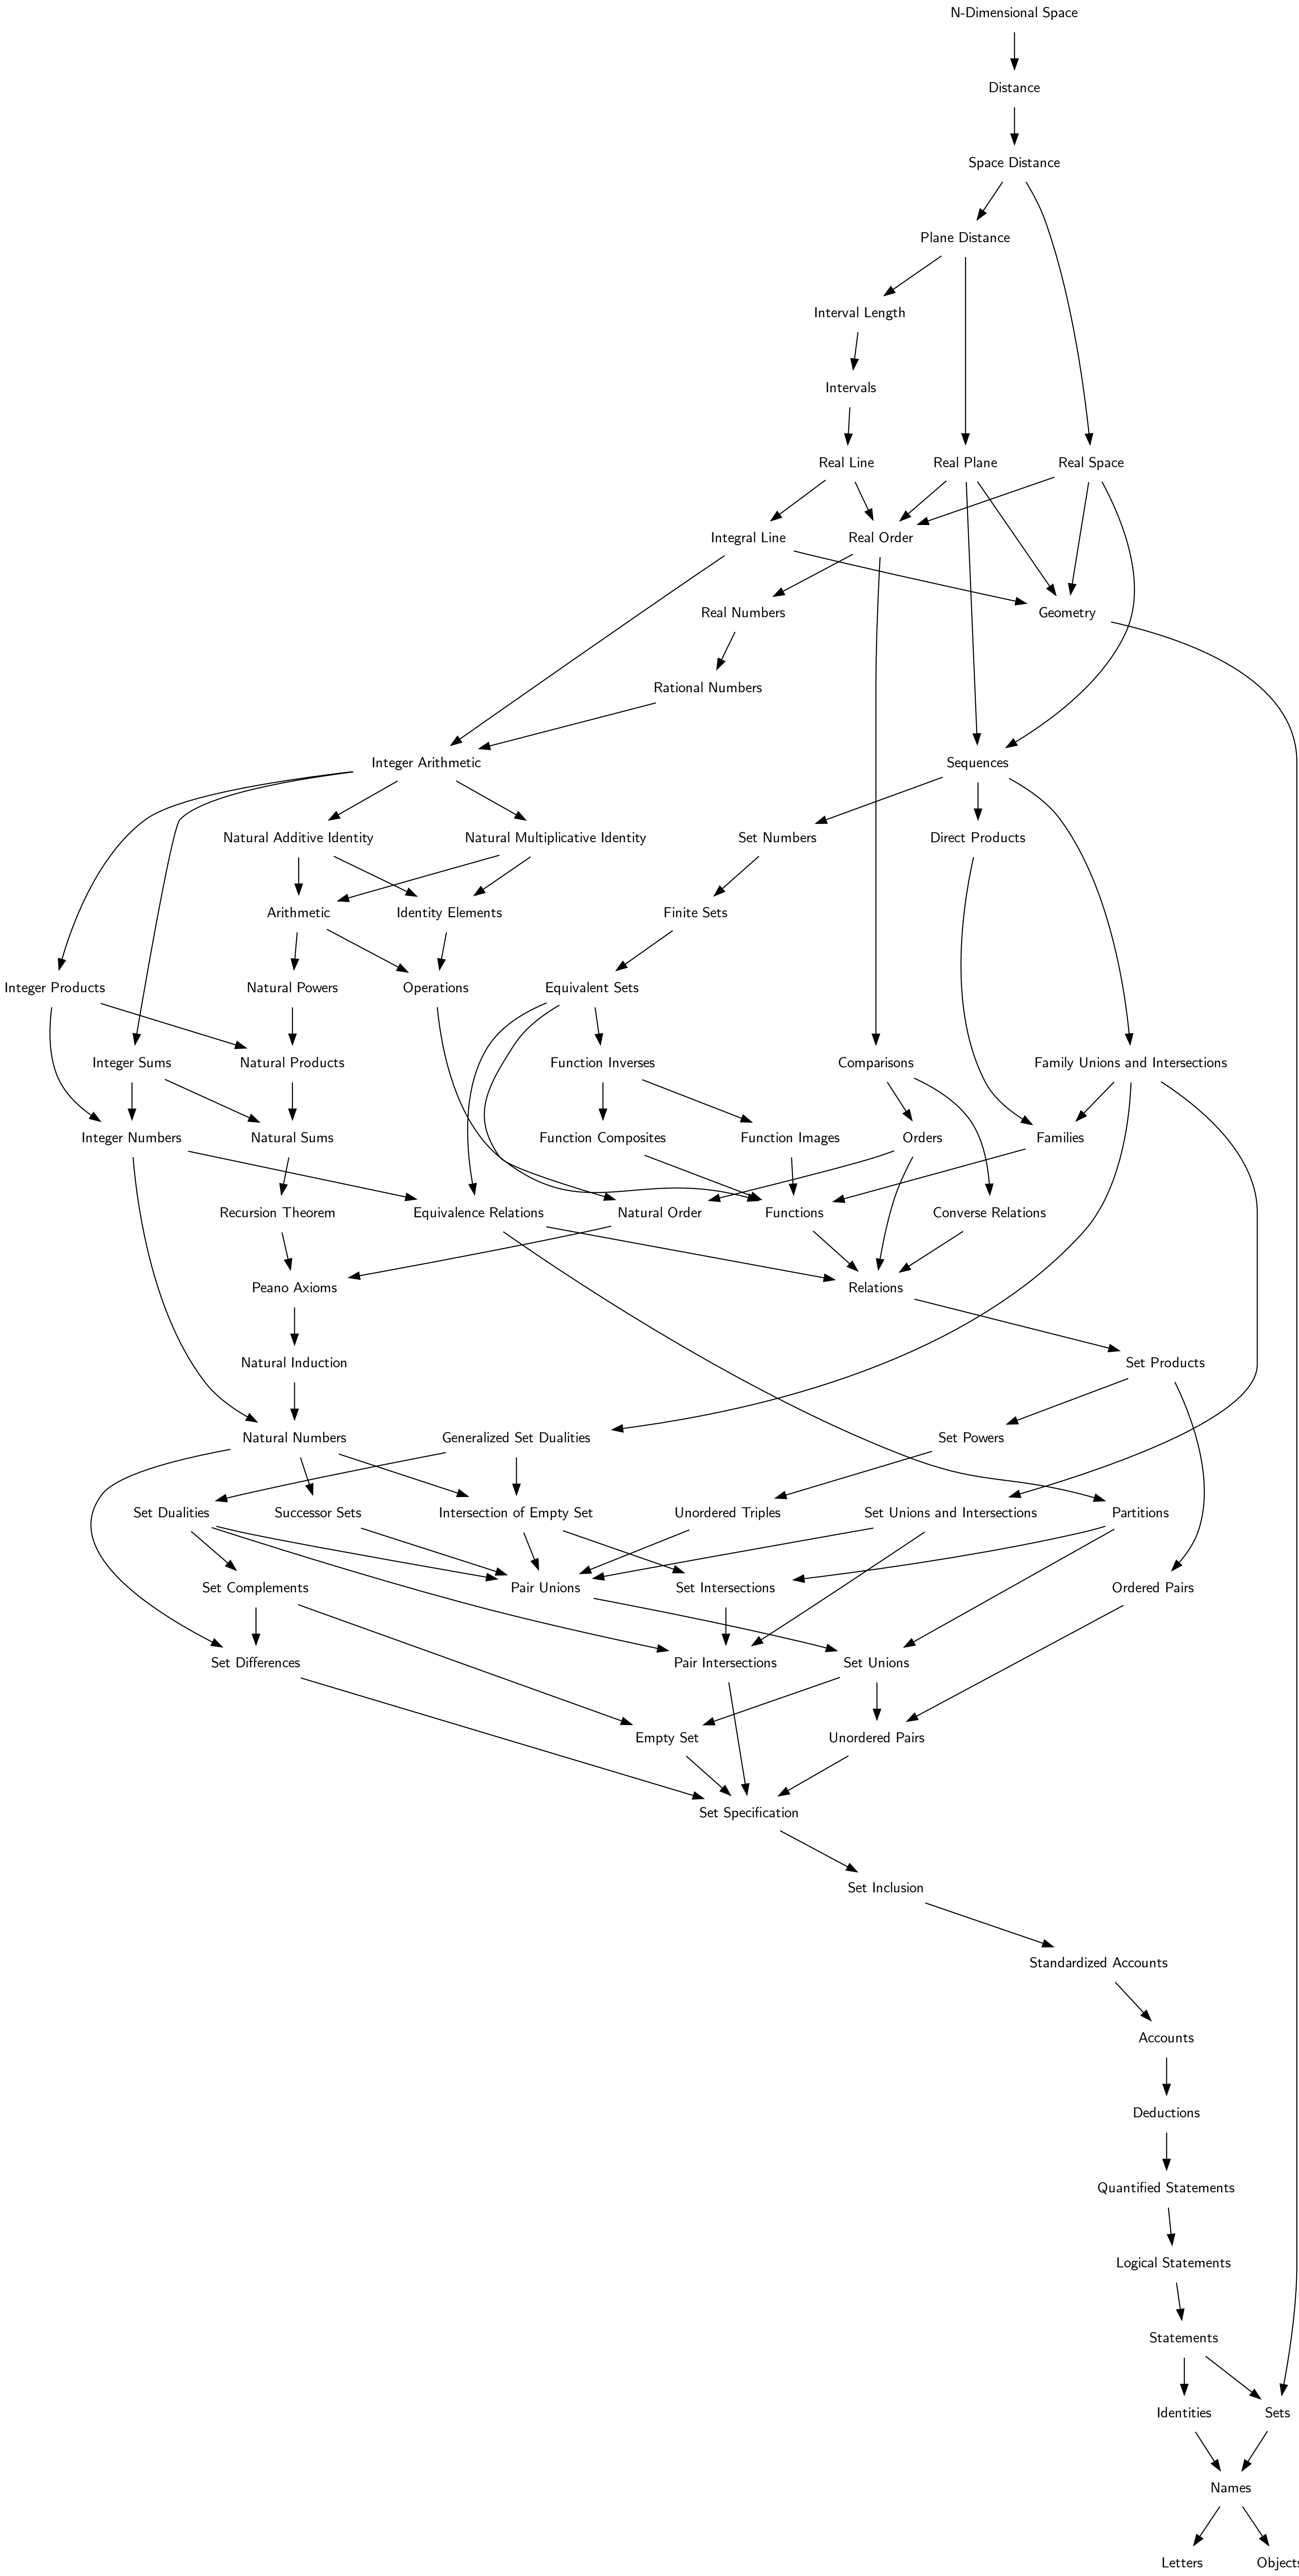 N-Dimensional Space
Distance
Space Distance
Plane Distance
Interval Length
Intervals
Real Line
Real Plane
Real Space
Integral Line
Real Order
Real Numbers
Geometry
Rational Numbers
Integer Arithmetic
Sequences
Natural Additive Identity
Natural Multiplicative Identity
Set Numbers
Direct Products
Arithmetic
Identity Elements
Finite Sets
Integer Products
Natural Powers
Operations
Equivalent Sets
Integer Sums
Natural Products
Function Inverses
Comparisons
Family Unions and Intersections
Integer Numbers
Natural Sums
Function Composites
Function Images
Orders
Families
Recursion Theorem
Equivalence Relations
Natural Order
Functions
Converse Relations
Peano Axioms
Relations
Natural Induction
Set Products
Natural Numbers
Generalized Set Dualities
Set Powers
Set Dualities
Successor Sets
Intersection of Empty Set
Unordered Triples
Set Unions and Intersections
Partitions
Set Complements
Pair Unions
Set Intersections
Ordered Pairs
Set Differences
Pair Intersections
Set Unions
Empty Set
Unordered Pairs
Set Specification
Set Inclusion
Standardized Accounts
Accounts
Deductions
Quantified Statements
Logical Statements
Statements
Identities
Sets
Names
Letters
Objects